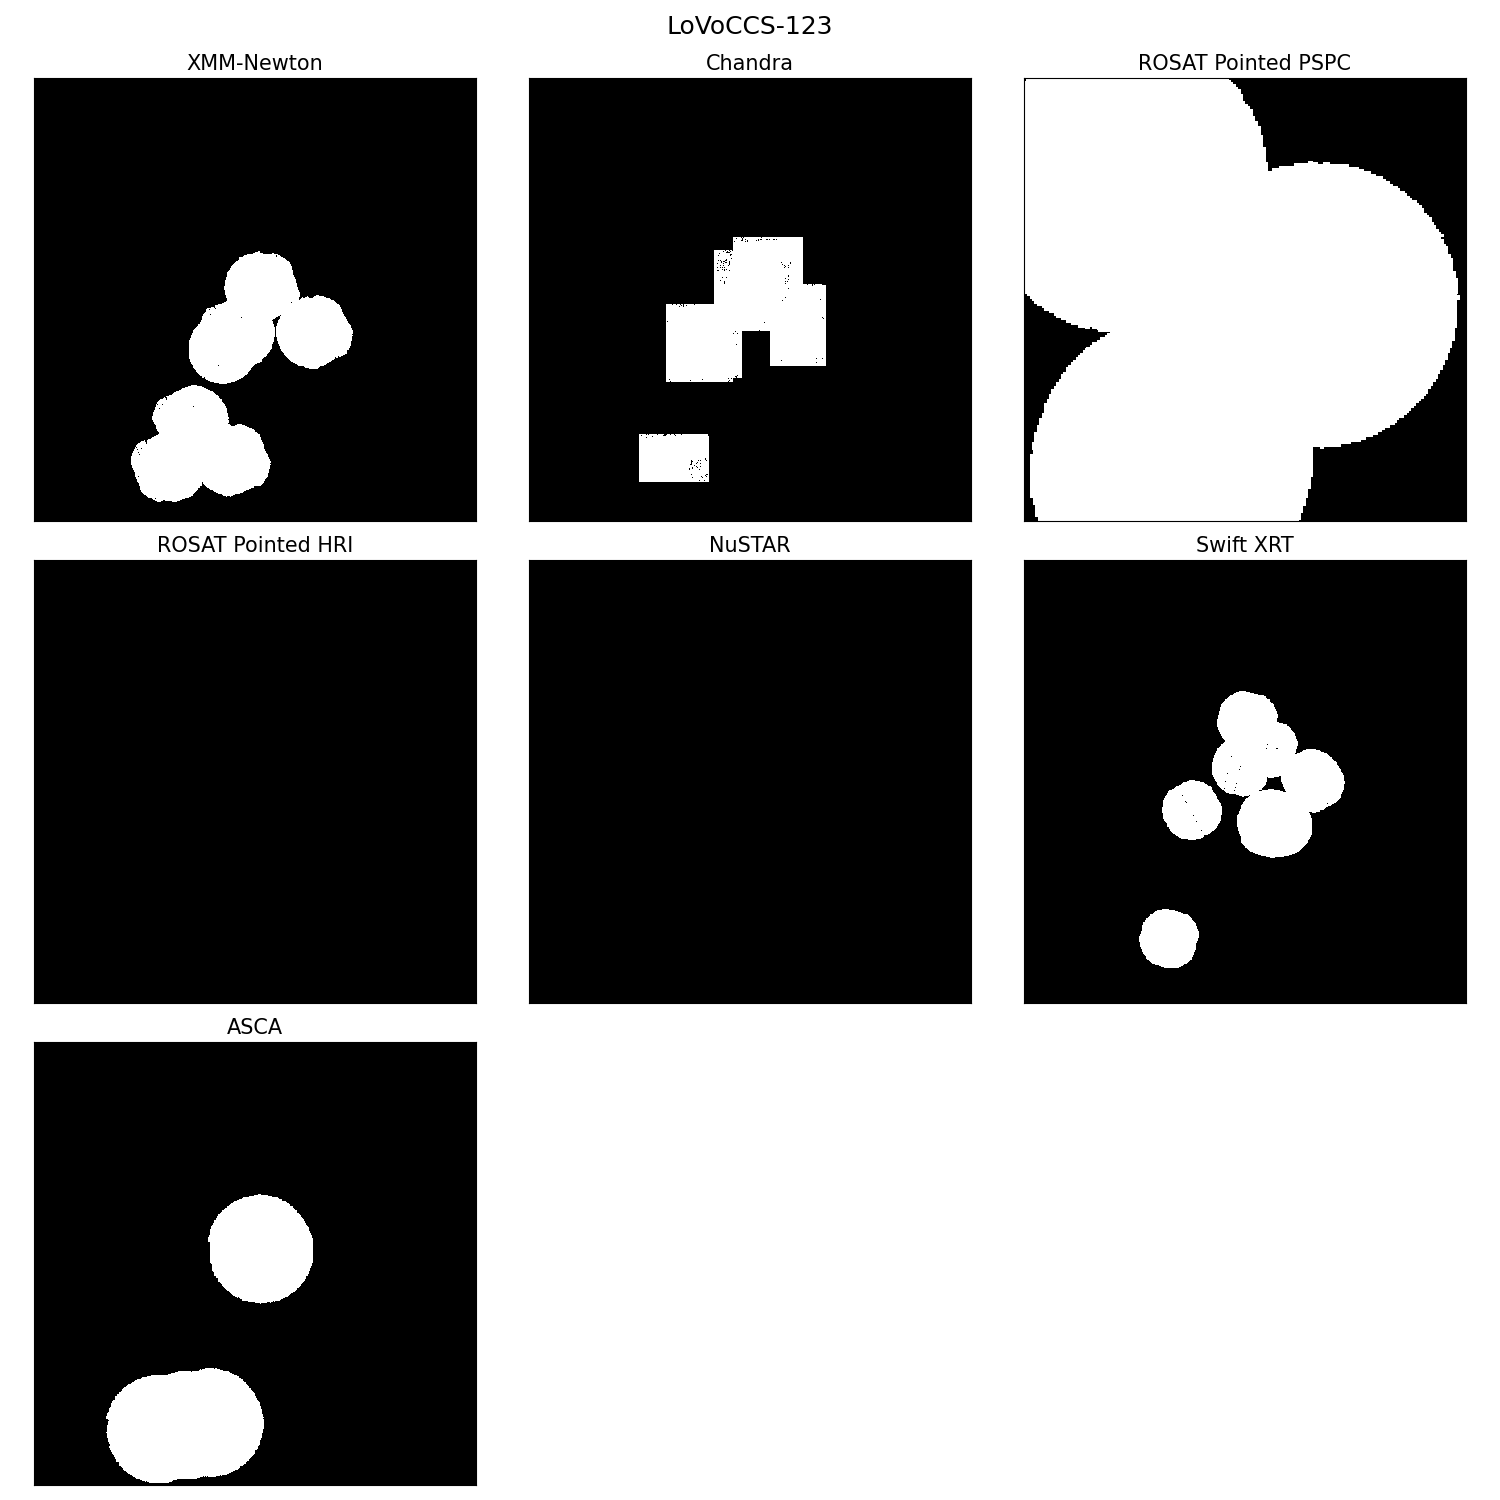 LoVoCCS-123
XMM-Newton
Chandra
ROSAT Pointed PSPC
ROSAT Pointed HRI
NuSTAR
Swift XRT
ASCA